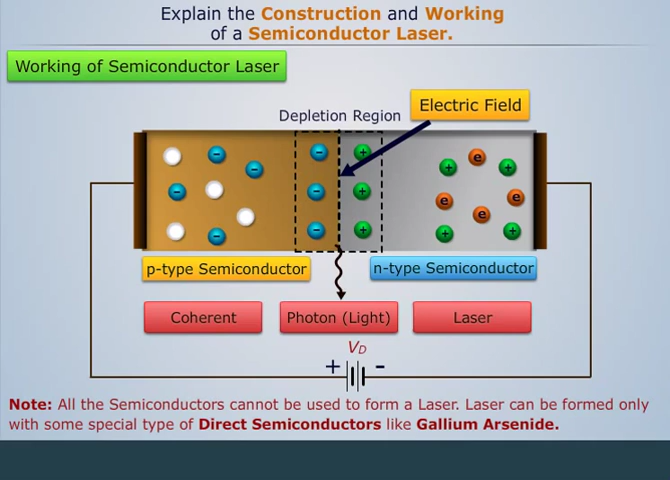 Explain the Construction and Working
of a Semiconductor Laser.
Working of Semiconductor Laser
Electric Field
Depletion Region
− − + +
− e +
− − + e e
+ e +
− − +
p-type Semiconductor
n-type Semiconductor
Coherent
Photon (Light)
Laser
VD
+ -
Note: All the Semiconductors cannot be used to form a Laser. Laser can be formed only
with some special type of Direct Semiconductors like Gallium Arsenide.